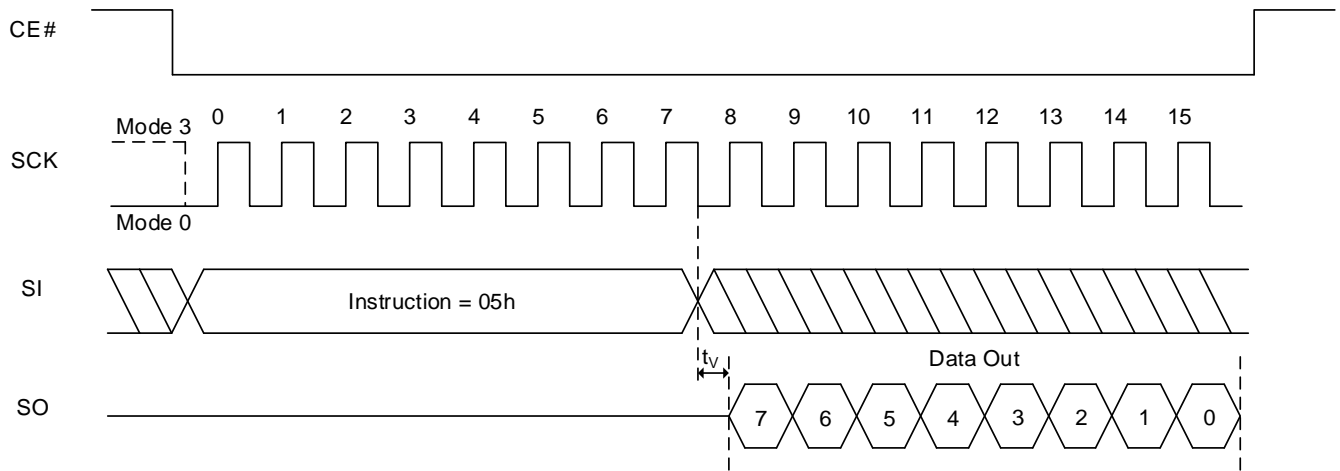 CE#
0 1 2 3 4 5 6 7 8 9 10 11 12 13 14 15
Mode 3
SCK
Mode 0
SI
Instruction = 05h
tV
Data Out
SO
7 6 5 4 3 2 1 0